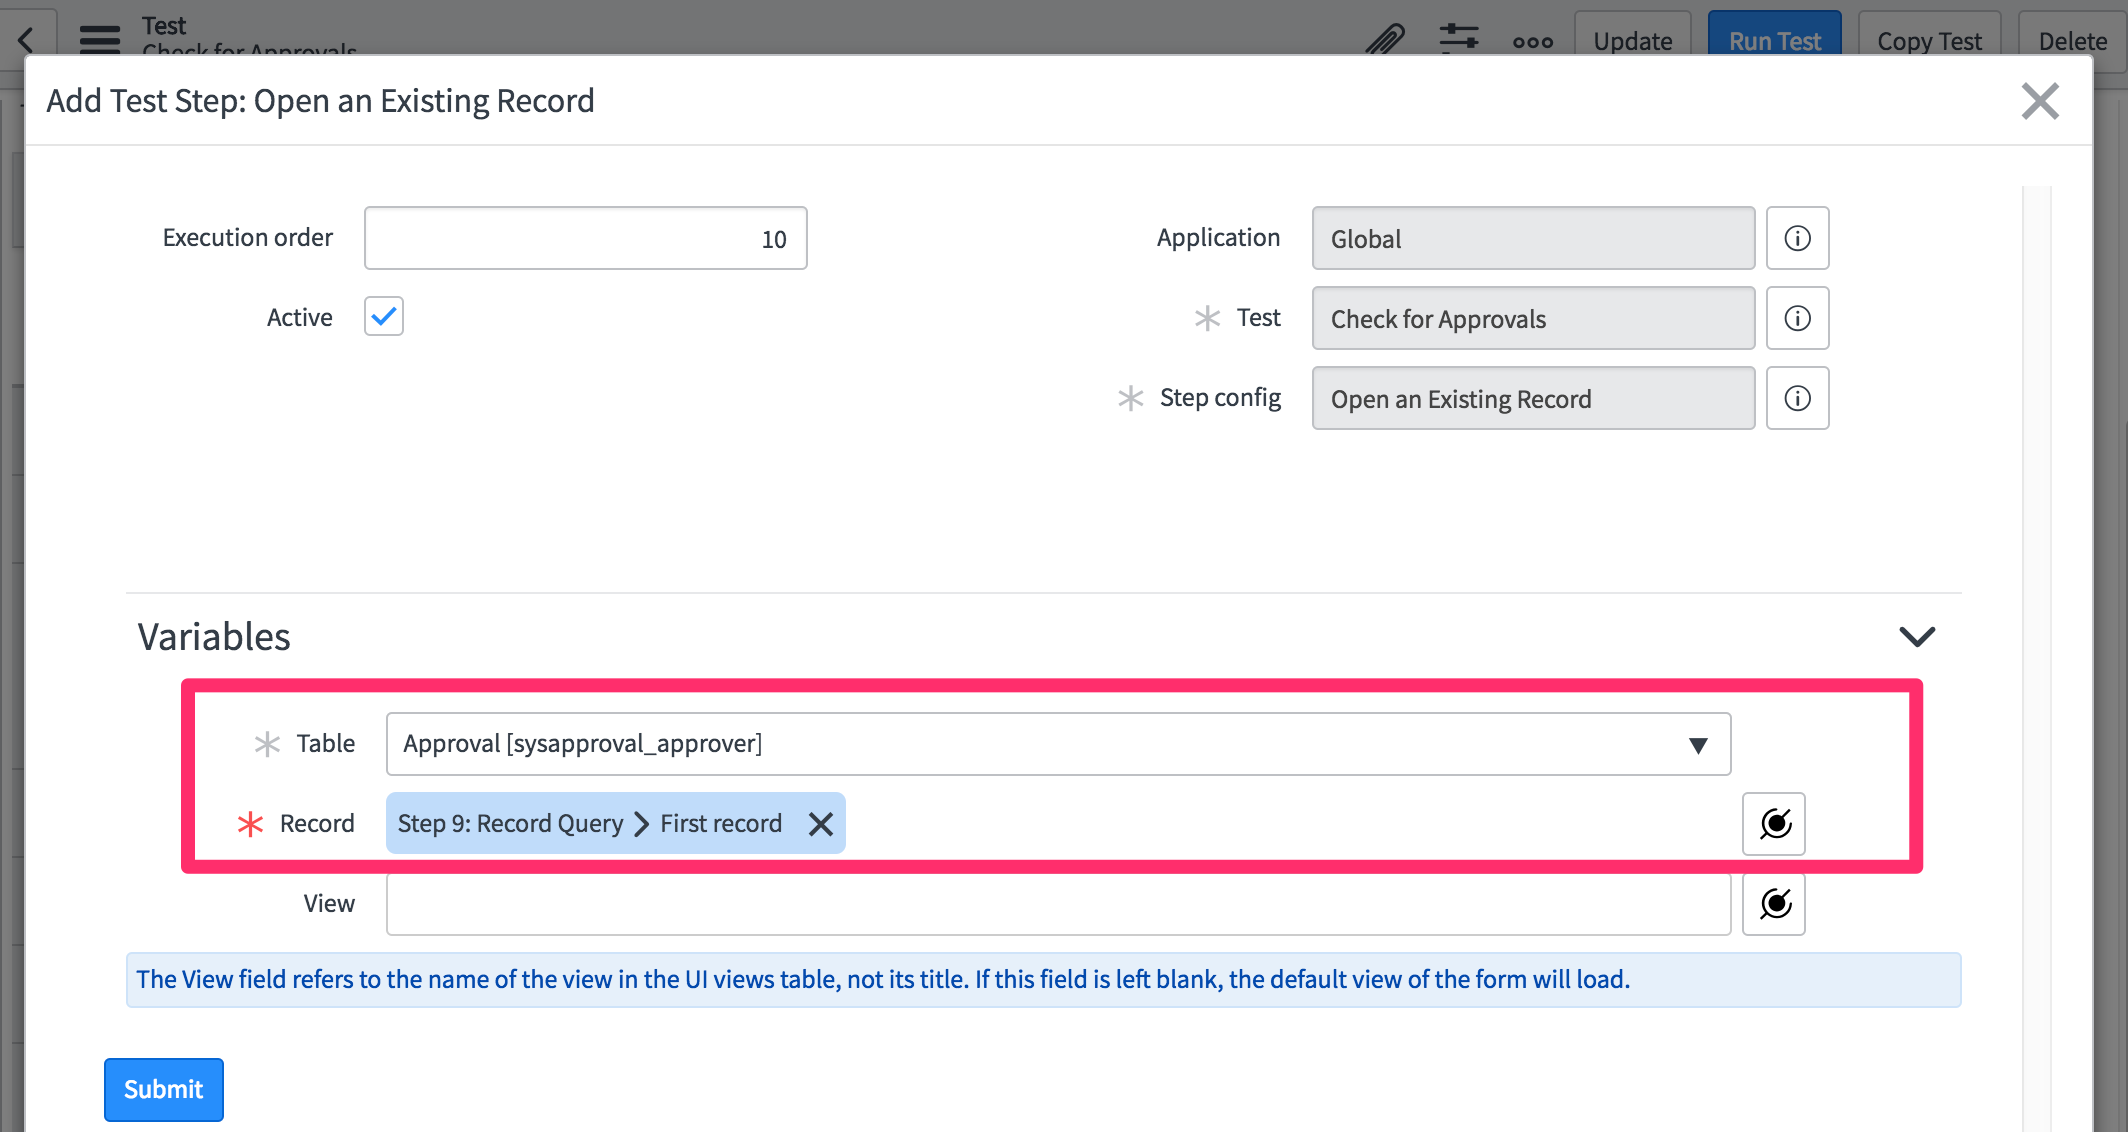 Test
Check for Approvals
Update
Run Test
Copy Test
Delete
Add Test Step: Open an Existing Record
Execution order
10
Application
Global
Active
Test
Check for Approvals
Step config
Open an Existing Record
Variables
Table
Approval [sysapproval_approver]
Record
Step 9: Record Query > First record
View
The View field refers to the name of the view in the UI views table, not its title. If this field is left blank, the default view of the form will load.
Submit